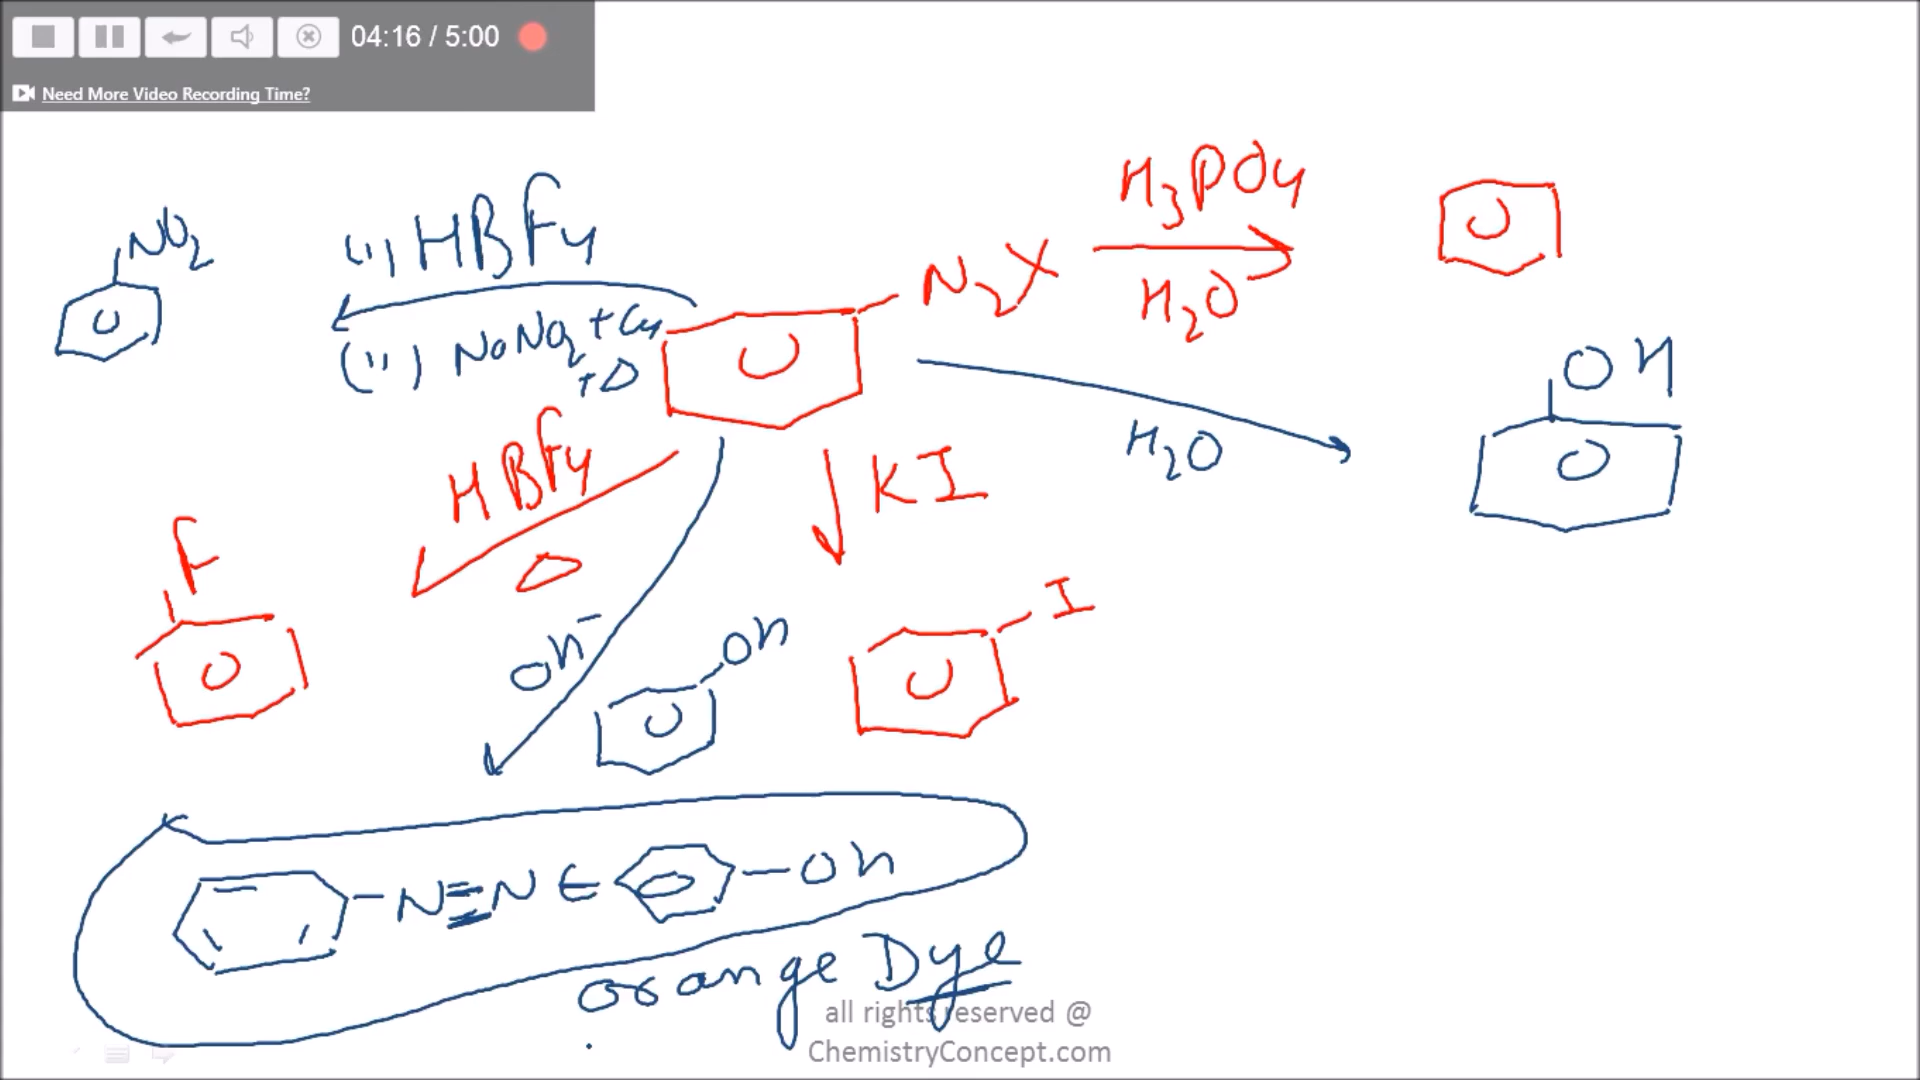 04:16 / 5:00
Need More Video Recording Time?
H3PO4
H2O
NO2
(i) HBF4
(ii) NaNO2 + Cu
+Δ
N2X
OH
H2O
HBF4
Δ
KI
F
I
OH-
OH
N≡N
OH
orange Dye
all rights reserved @
ChemistryConcept.com